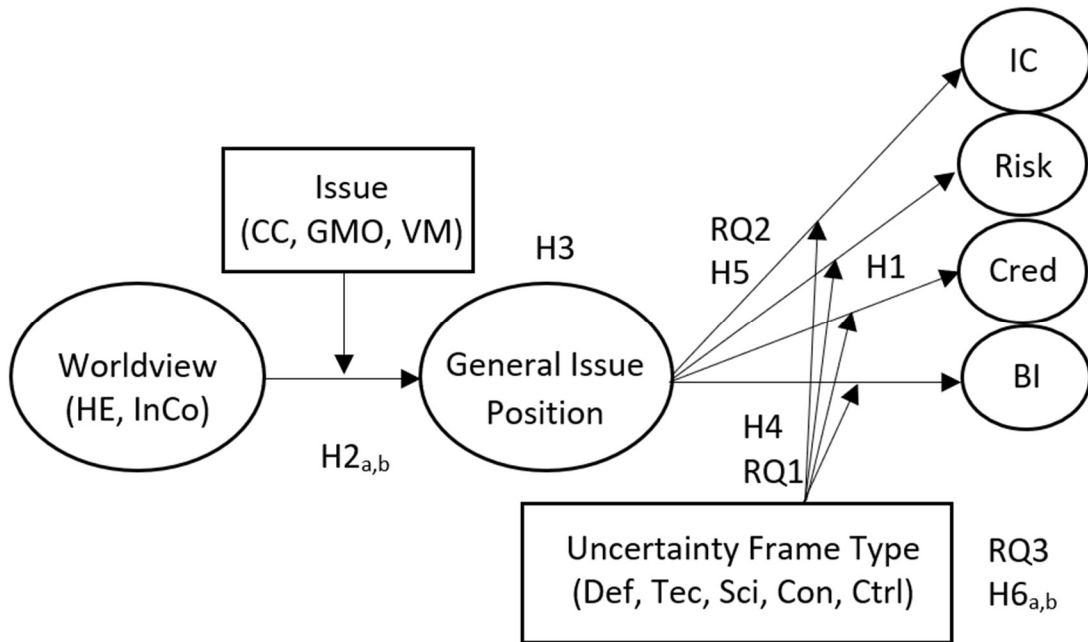 IC
Risk
Cred
BI
Issue
(CC, GMO, VM)
H3
RQ2
H5
H1
Worldview
(HE, InCo)
General Issue
Position
H2a,b
H4
RQ1
Uncertainty Frame Type
(Def, Tec, Sci, Con, Ctrl)
RQ3
H6a,b